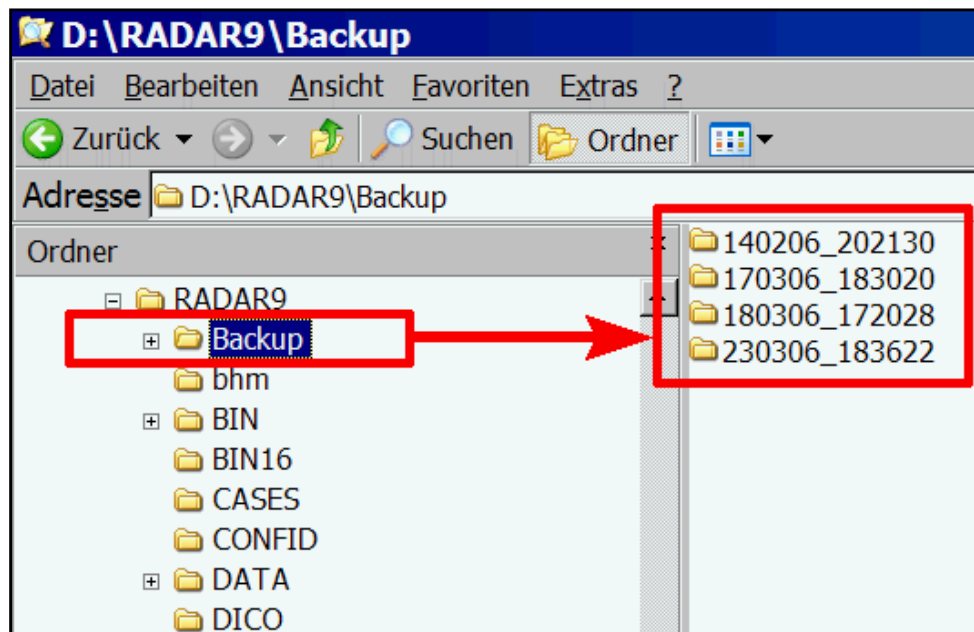 D:\RADAR9\Backup
Datei Bearbeiten Ansicht Favoriten Extras ?
Zurück Suchen Ordner
Adresse D:\RADAR9\Backup
Ordner
RADAR9
Backup
bhm
BIN
BIN16
CASES
CONFID
DATA
DICO
140206_202130
170306_183020
180306_172028
230306_183622